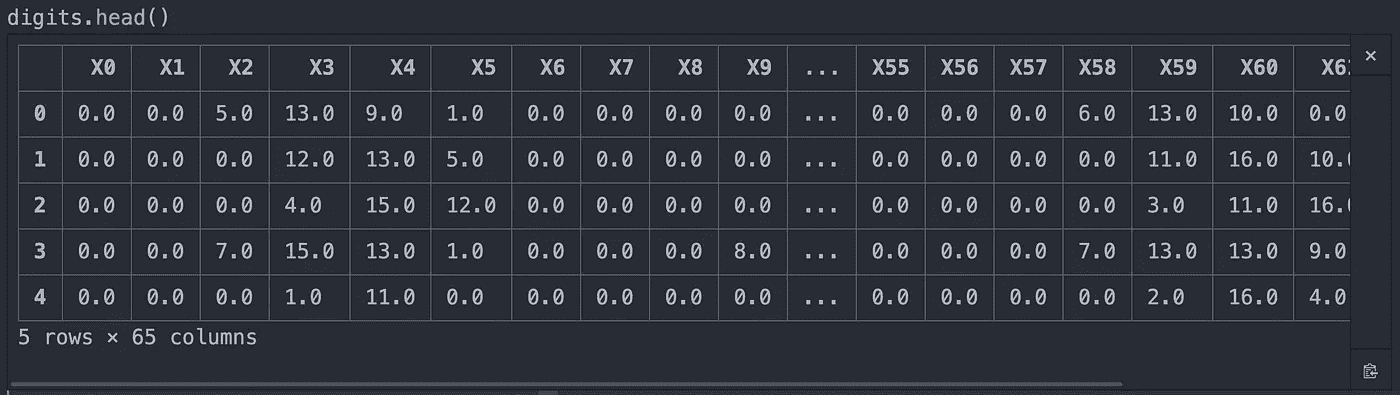 digits.head()
X0 X1 X2 X3 X4 X5 X6 X7 X8 X9 ... X55 X56 X57 X58 X59 X60
0 0.0 0.0 5.0 13.0 9.0 1.0 0.0 0.0 0.0 0.0 ... 0.0 0.0 0.0 6.0 13.0 10.0 0.0
1 0.0 0.0 0.0 12.0 13.0 5.0 0.0 0.0 0.0 0.0 ... 0.0 0.0 0.0 0.0 11.0 16.0 10.0
2 0.0 0.0 0.0 4.0 15.0 12.0 0.0 0.0 0.0 0.0 ... 0.0 0.0 0.0 0.0 3.0 11.0 16.0
3 0.0 0.0 7.0 15.0 13.0 1.0 0.0 0.0 0.0 8.0 ... 0.0 0.0 0.0 7.0 13.0 13.0 9.0
4 0.0 0.0 0.0 1.0 11.0 0.0 0.0 0.0 0.0 0.0 ... 0.0 0.0 0.0 0.0 2.0 16.0 4.0
5 rows × 65 columns